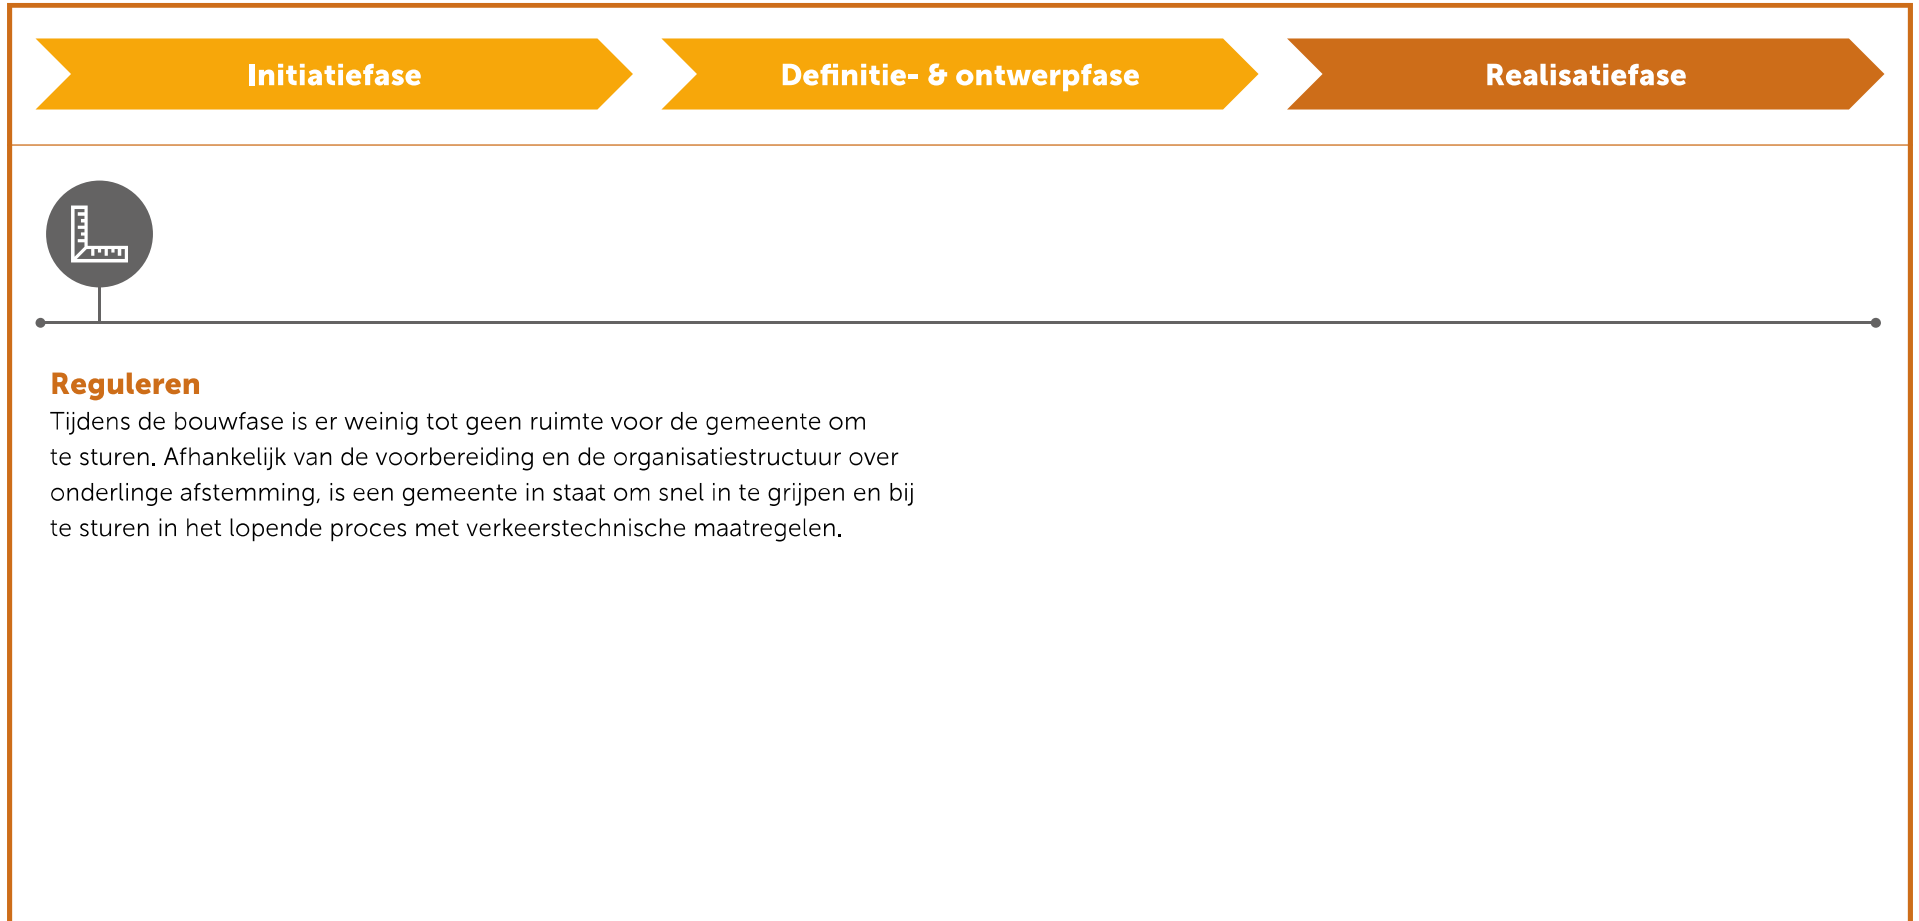 Initiatiefase
Definitie- & ontwerpfase
Realisatiefase
Reguleren
Tijdens de bouwfase is er weinig tot geen ruimte voor de gemeente om
te sturen. Afhankelijk van de voorbereiding en de organisatiestructuur over
onderlinge afstemming, is een gemeente in staat om snel in te grijpen en bij
te sturen in het lopende proces met verkeerstechnische maatregelen.